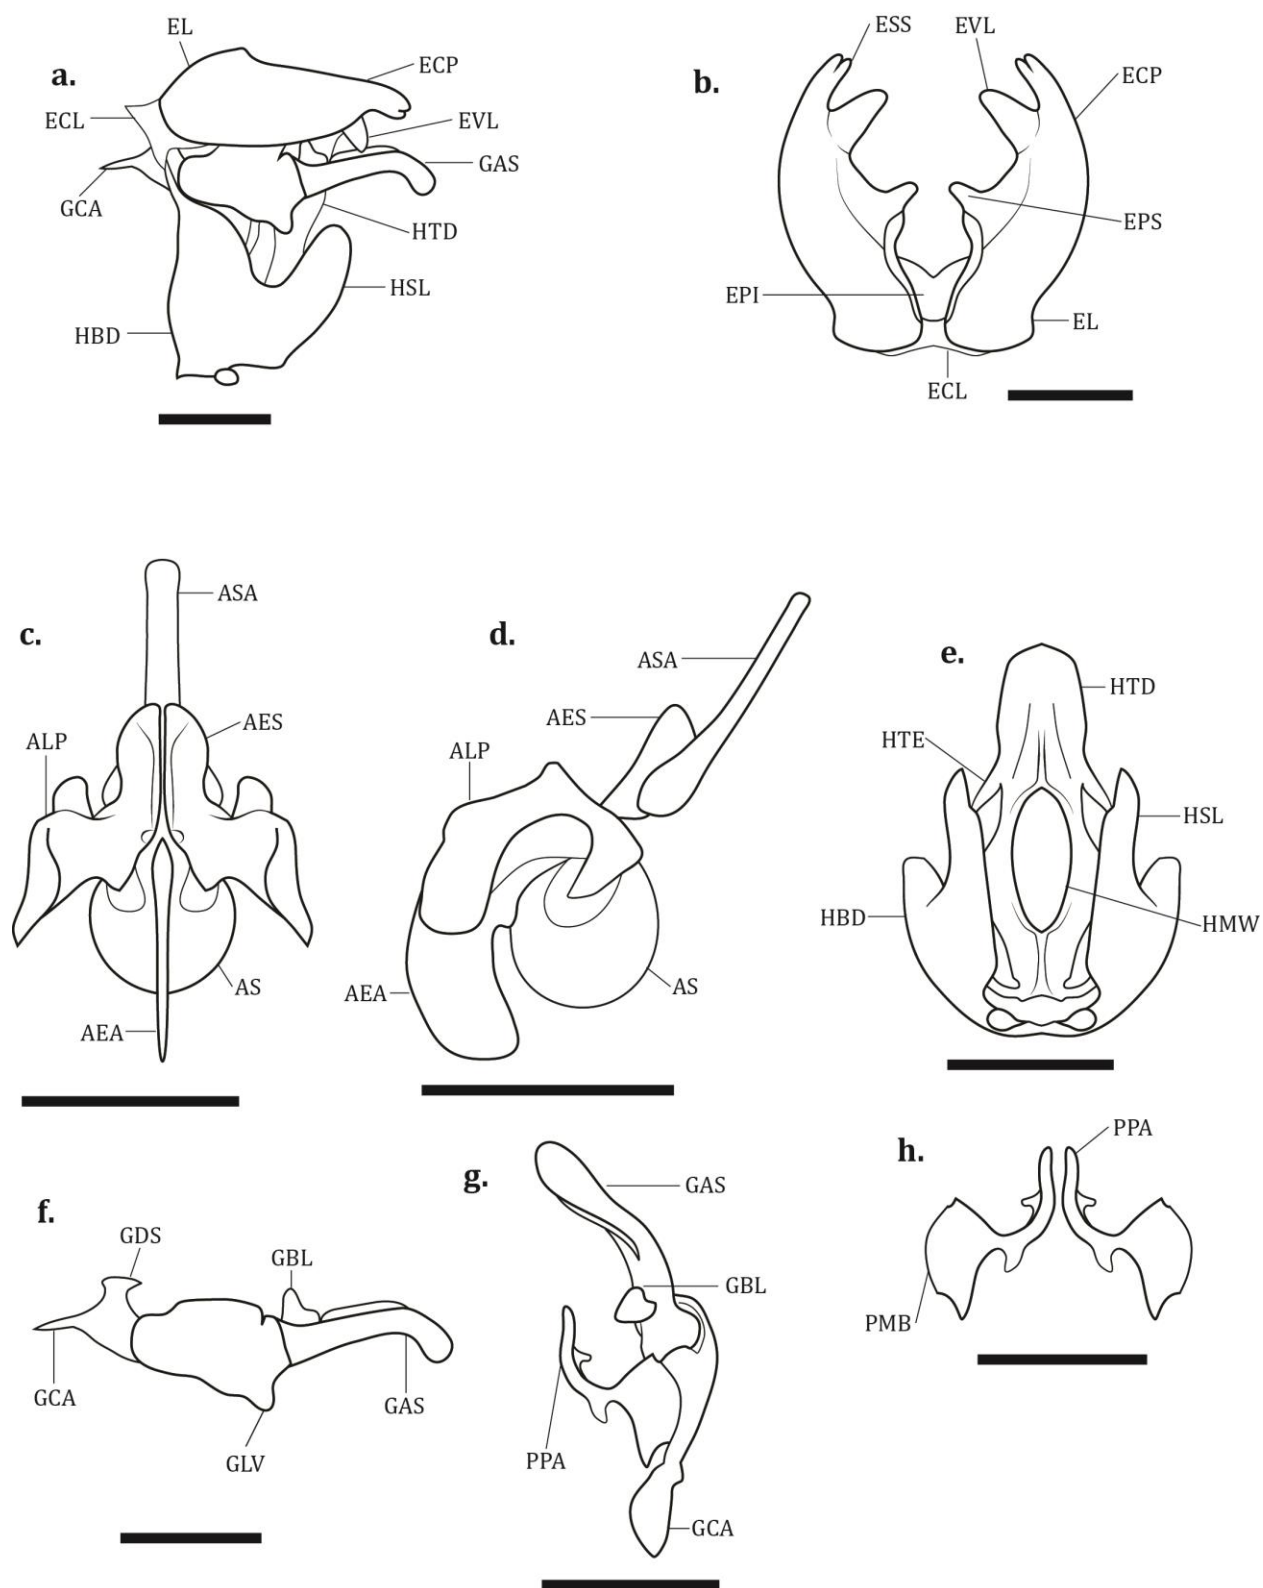 a.
EL
ECP
ECL
EVL
GAS
GCA
HTD
HSL
HBD
b.
ESS
EVL
ECP
EPS
EPI
EL
ECL
c.
ASA
AES
ALP
AS
AEA
d.
ASA
AES
ALP
AEA
AS
e.
HTD
HTE
HSL
HBD
HMW
f.
GDS
GBL
GCA
GAS
GLV
g.
GAS
GBL
PPA
GCA
h.
PPA
PMB